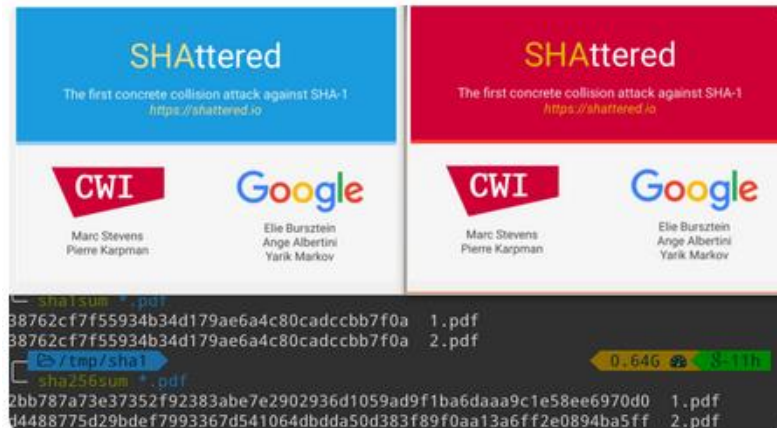 SHAttered
The first concrete collision attack against SHA-1
https://shattered.io
CWI
Google
Marc Stevens
Pierre Karpman
Elie Bursztein
Ange Albertini
Yarik Markov
SHAttered
The first concrete collision attack against SHA-1
https://shattered.io
CWI
Google
Marc Stevens
Pierre Karpman
Elie Bursztein
Ange Albertini
Yarik Markov
sha1sum *.pdf
38762cf7f55934b34d179ae6a4c80cadccbb7f0a 1.pdf
38762cf7f55934b34d179ae6a4c80cadccbb7f0a 2.pdf
/tmp/sha1 0.64G 8-11h
sha256sum *.pdf
2bb787a73e37352f92383abe7e2902936d1059ad9f1ba6daaa9c1e58ee6970d0 1.pdf
d4488775d29bdef7993367d541064dbdda50d383f89f0aa13a6ff2e0894ba5ff 2.pdf